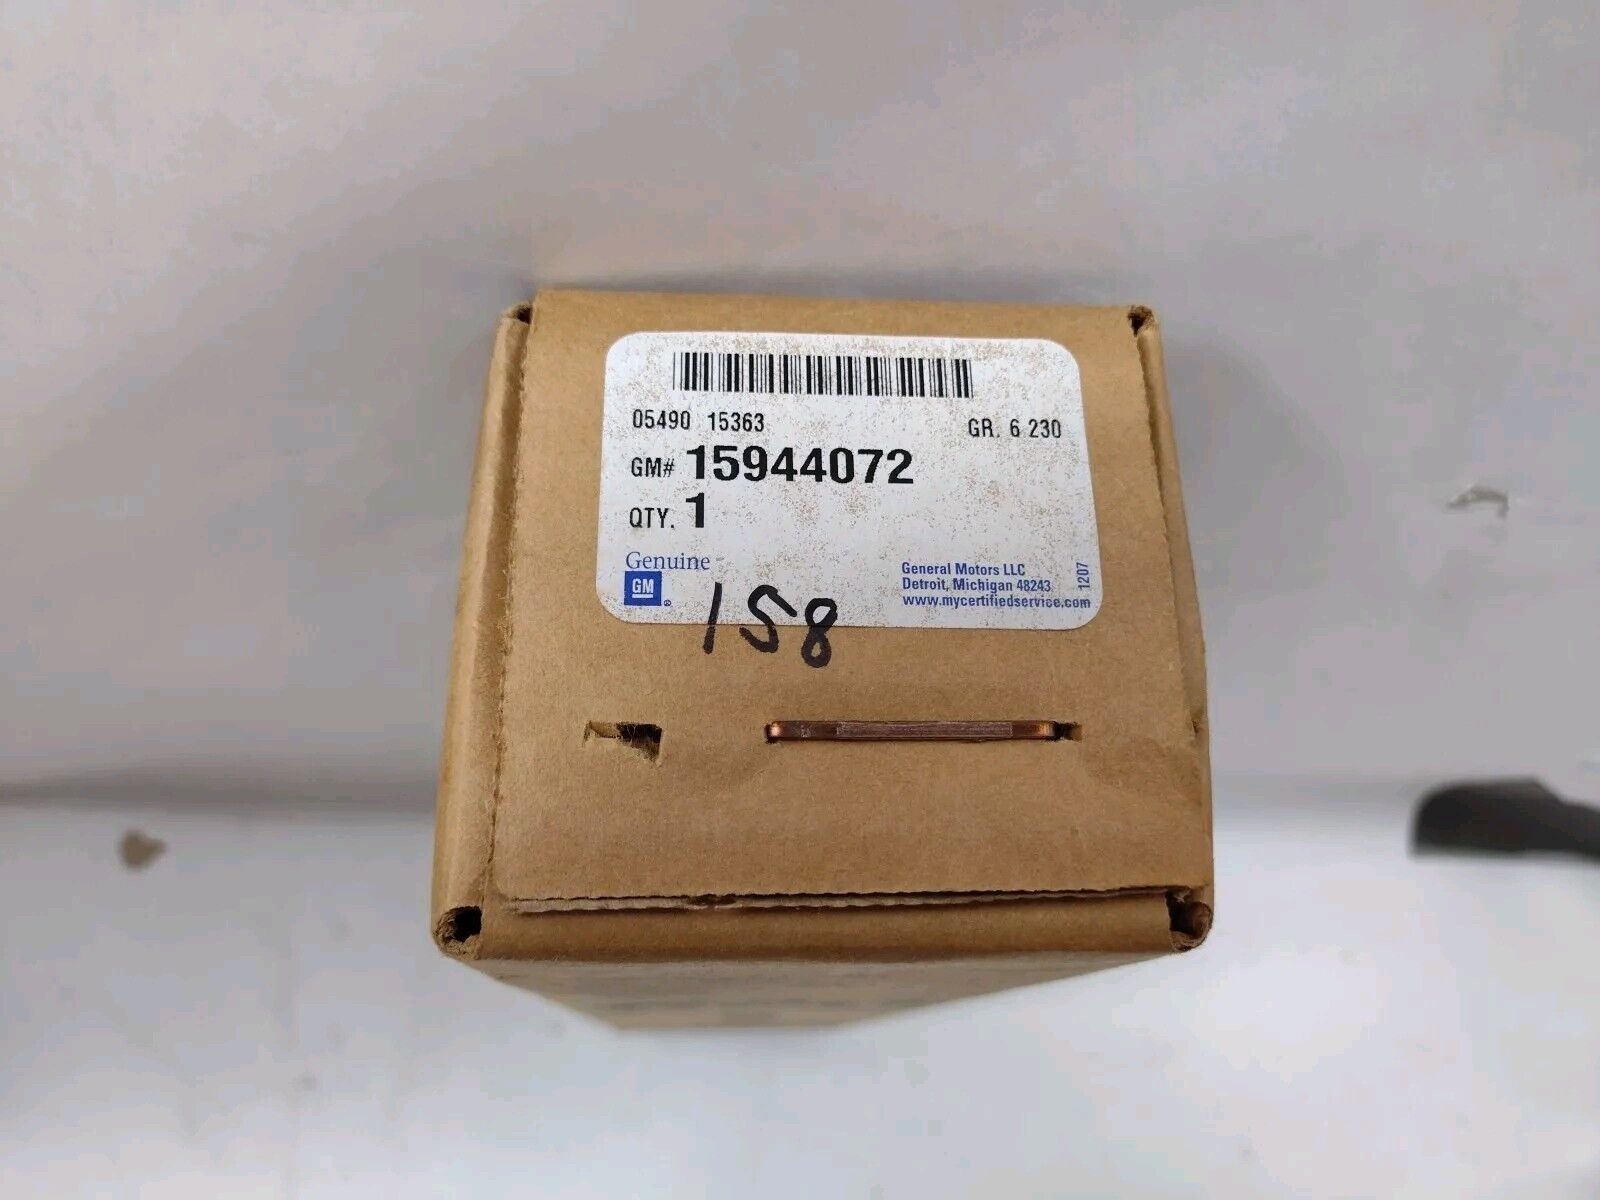 05490 15363 GR. 6 230
GM# 15944072
QTY. 1
Genuine
GM ®
General Motors LLC
Detroit, Michigan 48243
www.mycertifiedservice.com
1207
158